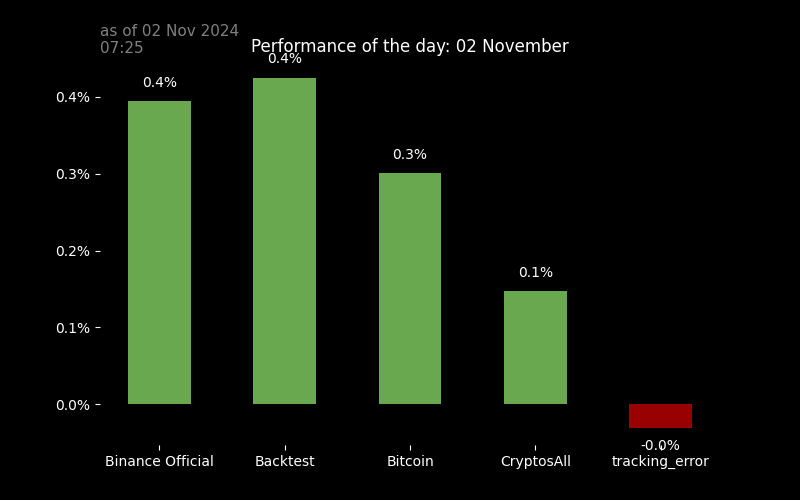 as of 02 Nov 2024
07:25
Performance of the day: 02 November
0.4%
0.4%
0.4%
0.3%
0.3%
0.2%
0.1%
0.1%
0.0%
-0.0%
Binance Official
Backtest
Bitcoin
CryptosAll
tracking_error